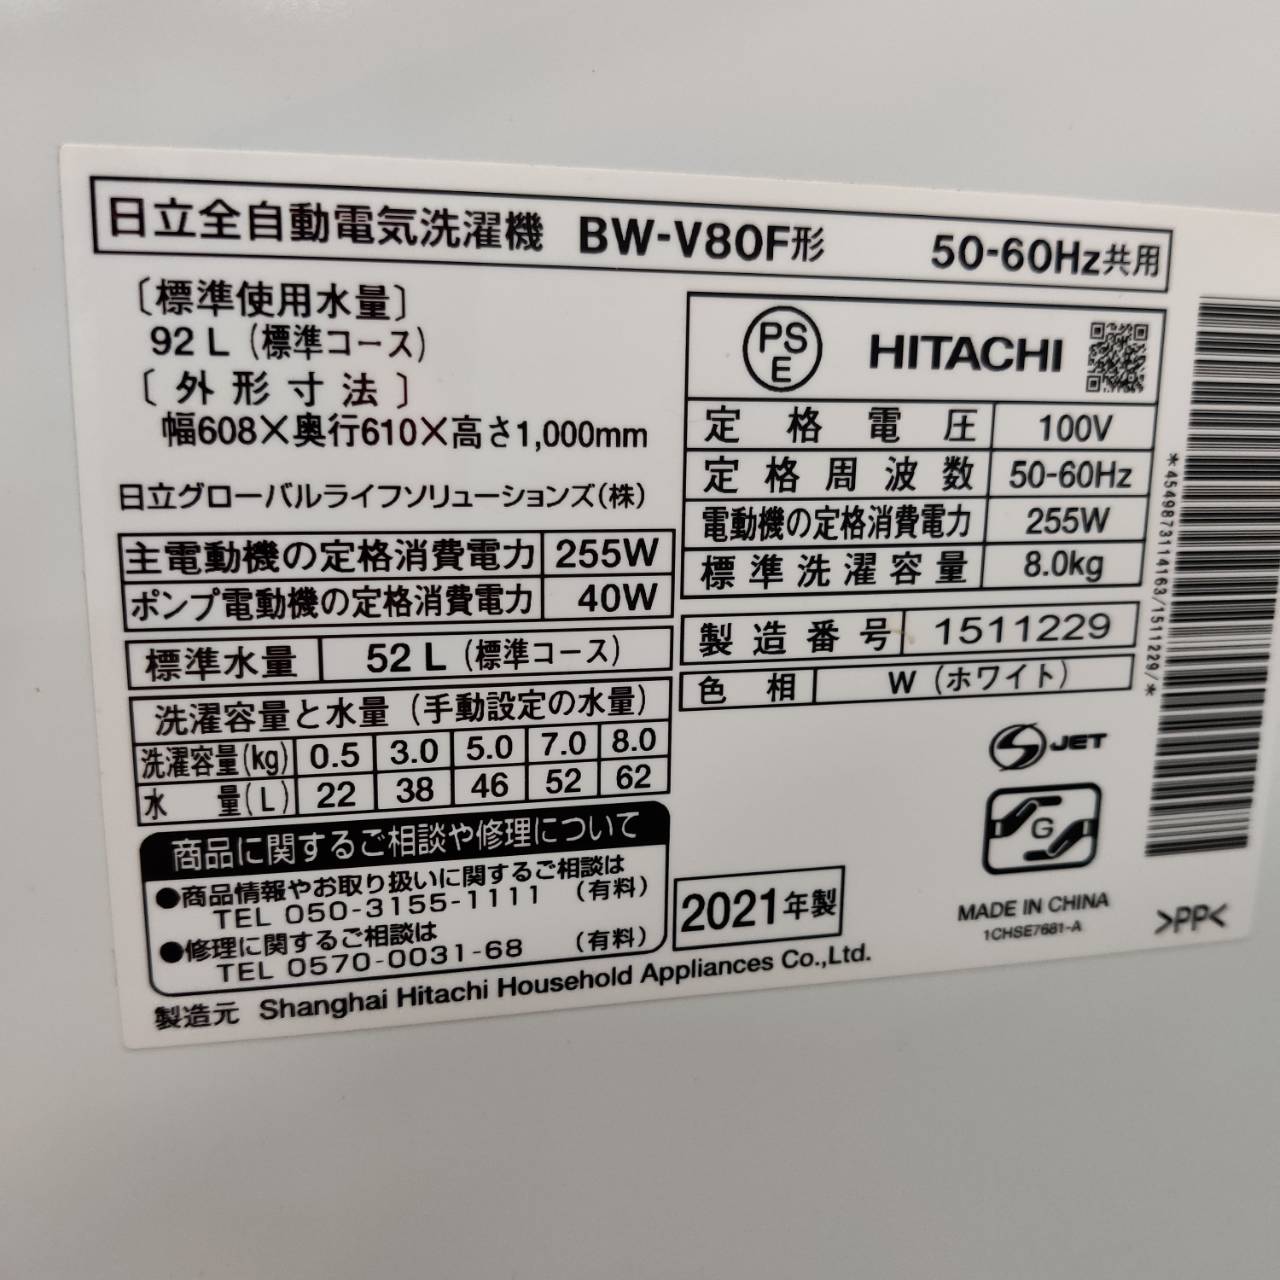 日立全自動電気洗濯機 BW-V80F形 50-60Hz共用
〔標準使用水量〕
92 L (標準コース)
〔外形寸法〕
幅608×奥行610×高さ1,000mm
日立グローバルライフソリューションズ(株)
主電動機の定格消費電力 255W
ポンプ電動機の定格消費電力 40W
標準水量 52 L (標準コース)
洗濯容量と水量 (手動設定の水量)
洗濯容量(kg) 0.5 3.0 5.0 7.0 8.0
水量(L) 22 38 46 52 62
商品に関するご相談や修理について
●商品情報やお取り扱いに関するご相談は
TEL 050-3155-1111 (有料)
●修理に関するご相談は
TEL 0570-0031-68 (有料)
製造元 Shanghai Hitachi Household Appliances Co.,Ltd.
PSE HITACHI
定格電圧 100V
定格周波数 50-60Hz
電動機の定格消費電力 255W
標準洗濯容量 8.0kg
製造番号 1511229
色相 W (ホワイト)
S JET
G
2021年製
MADE IN CHINA
1CHSE7681-A
>PP<
*4549873114163/1511229/*